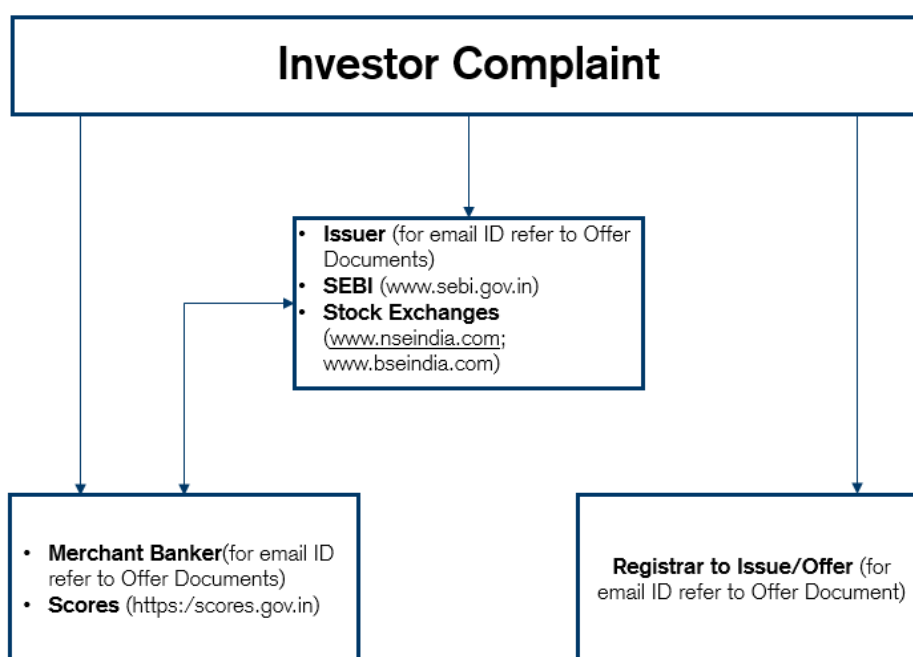 Investor Complaint
• Issuer (for email ID refer to Offer
Documents)
• SEBI (www.sebi.gov.in)
• Stock Exchanges
(www.nseindia.com;
www.bseindia.com)
• Merchant Banker(for email ID
refer to Offer Documents)
• Scores (https:/scores.gov.in)
Registrar to Issue/Offer (for
email ID refer to Offer Document)